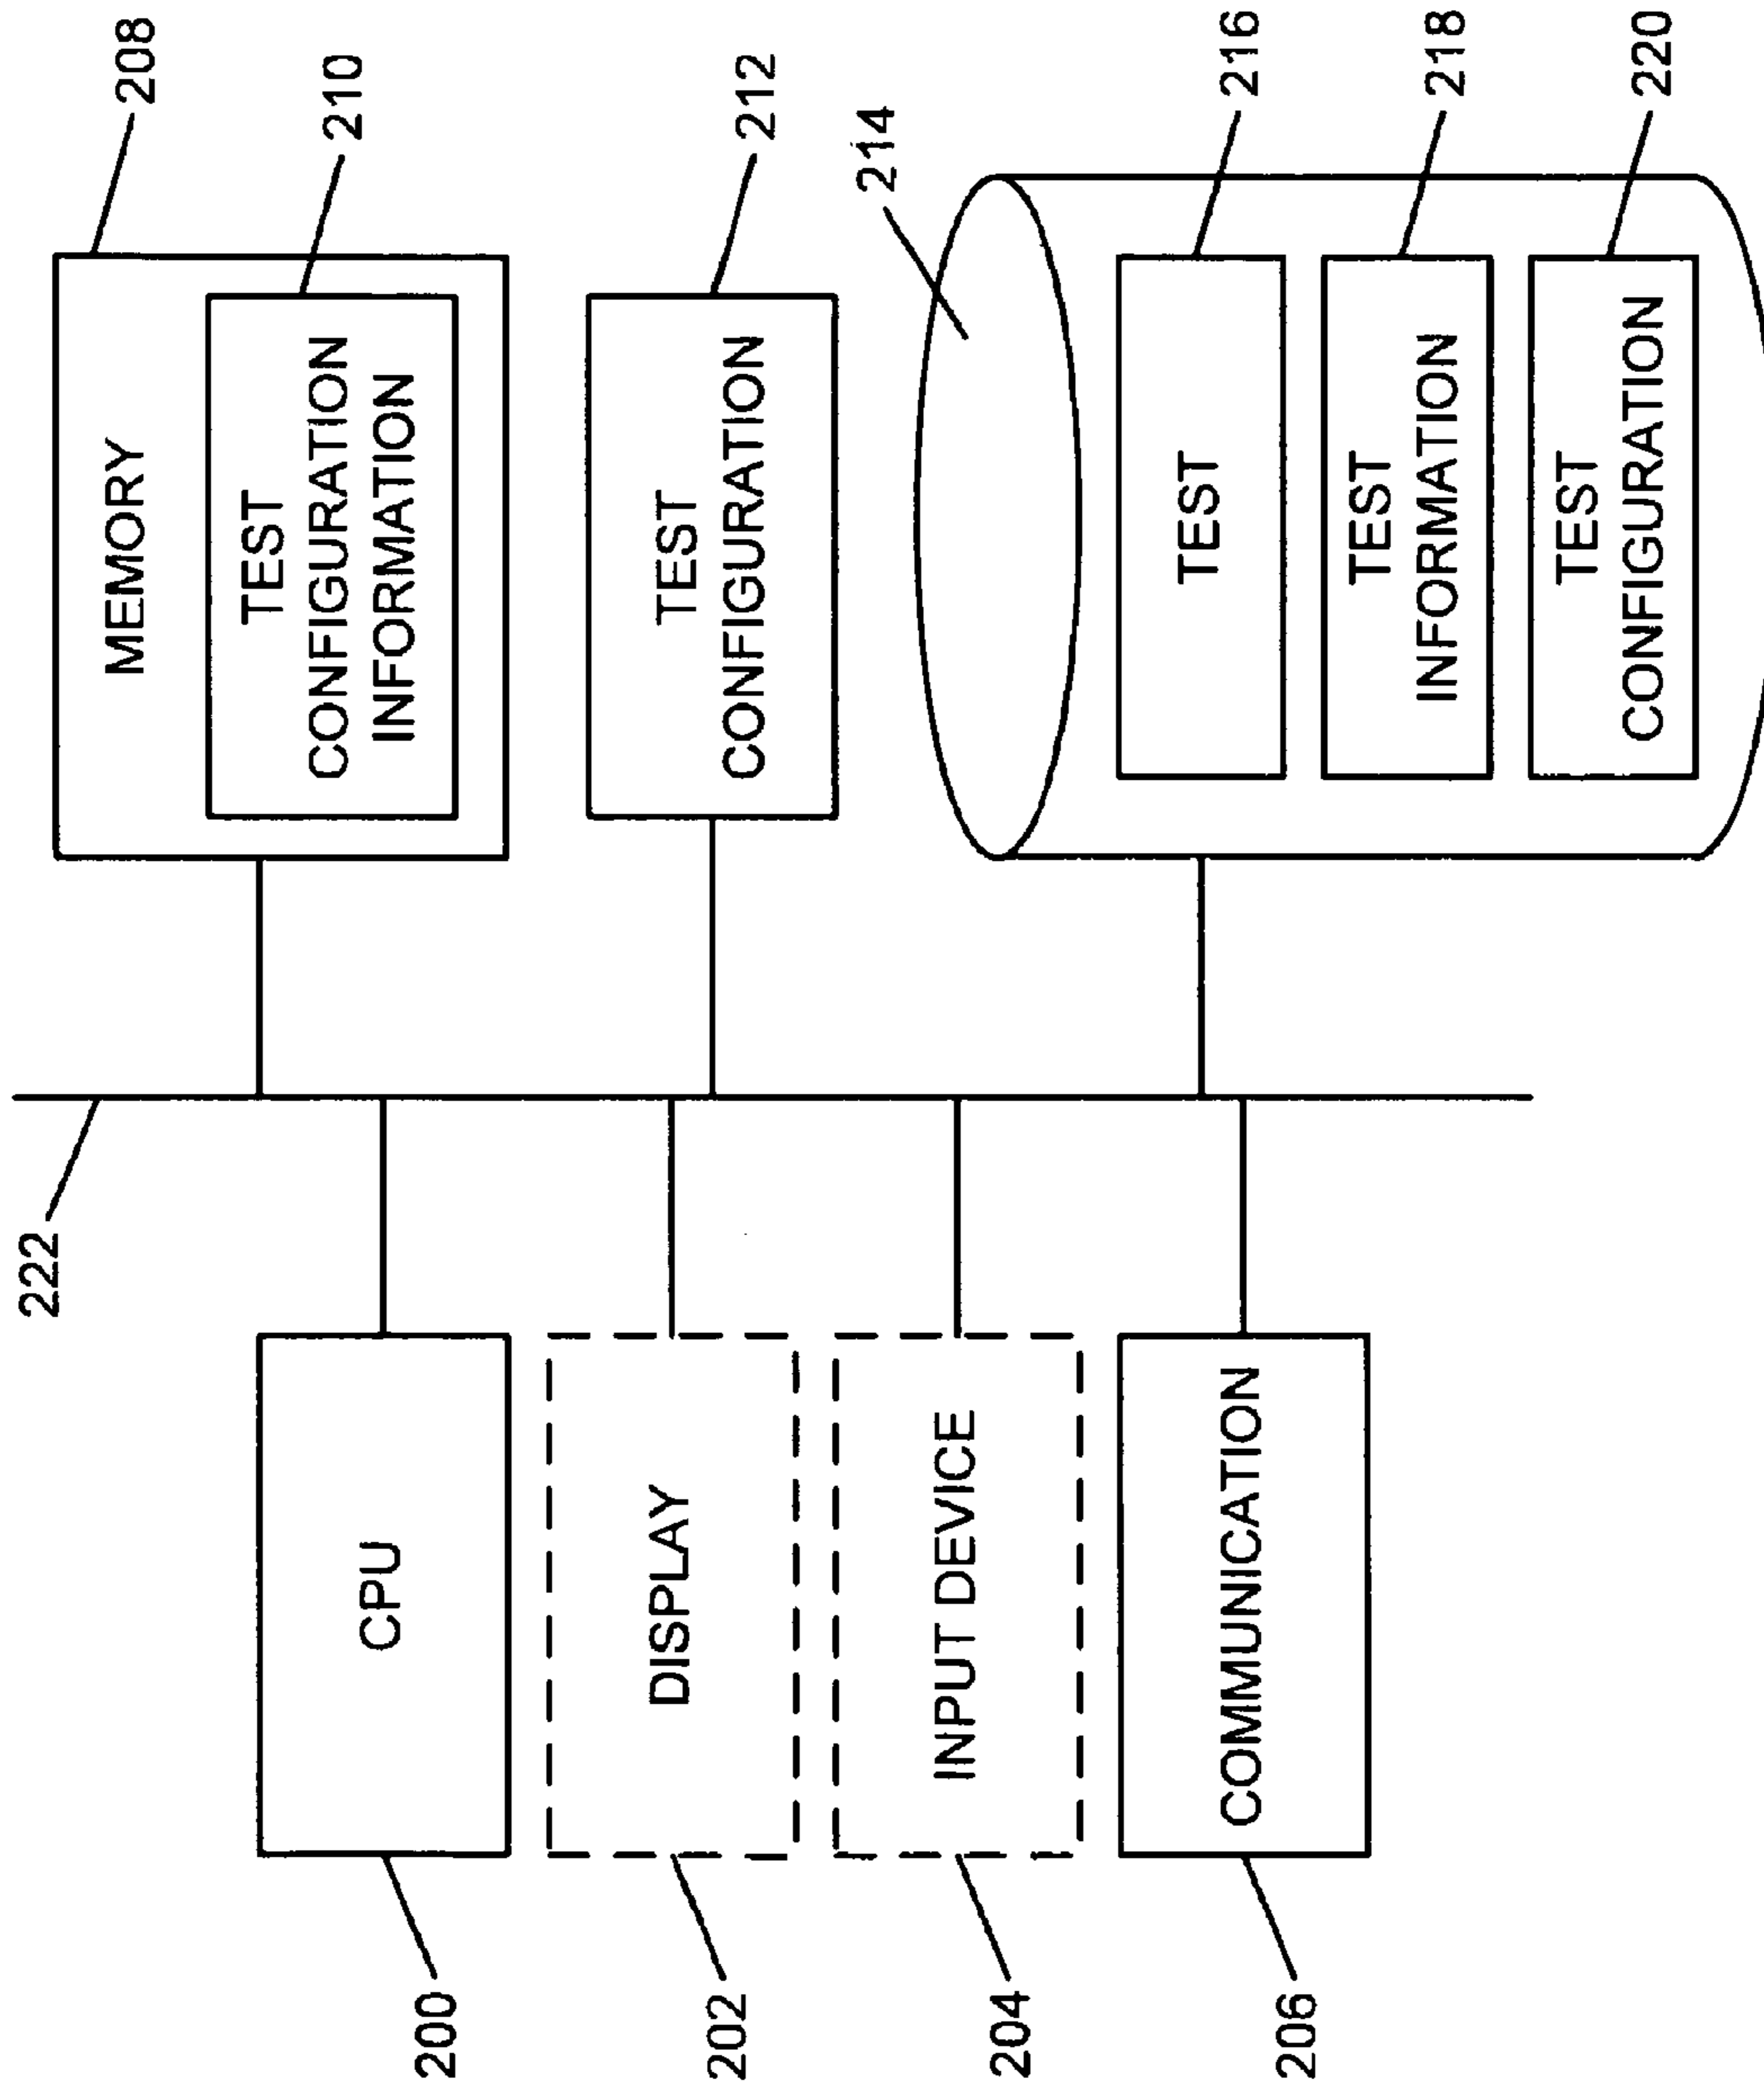 222
200
CPU
202
DISPLAY
204
INPUT DEVICE
206
COMMUNICATION
MEMORY
208
TEST
CONFIGURATION
INFORMATION
210
TEST
CONFIGURATION
212
214
TEST
216
TEST
INFORMATION
218
TEST
CONFIGURATION
220